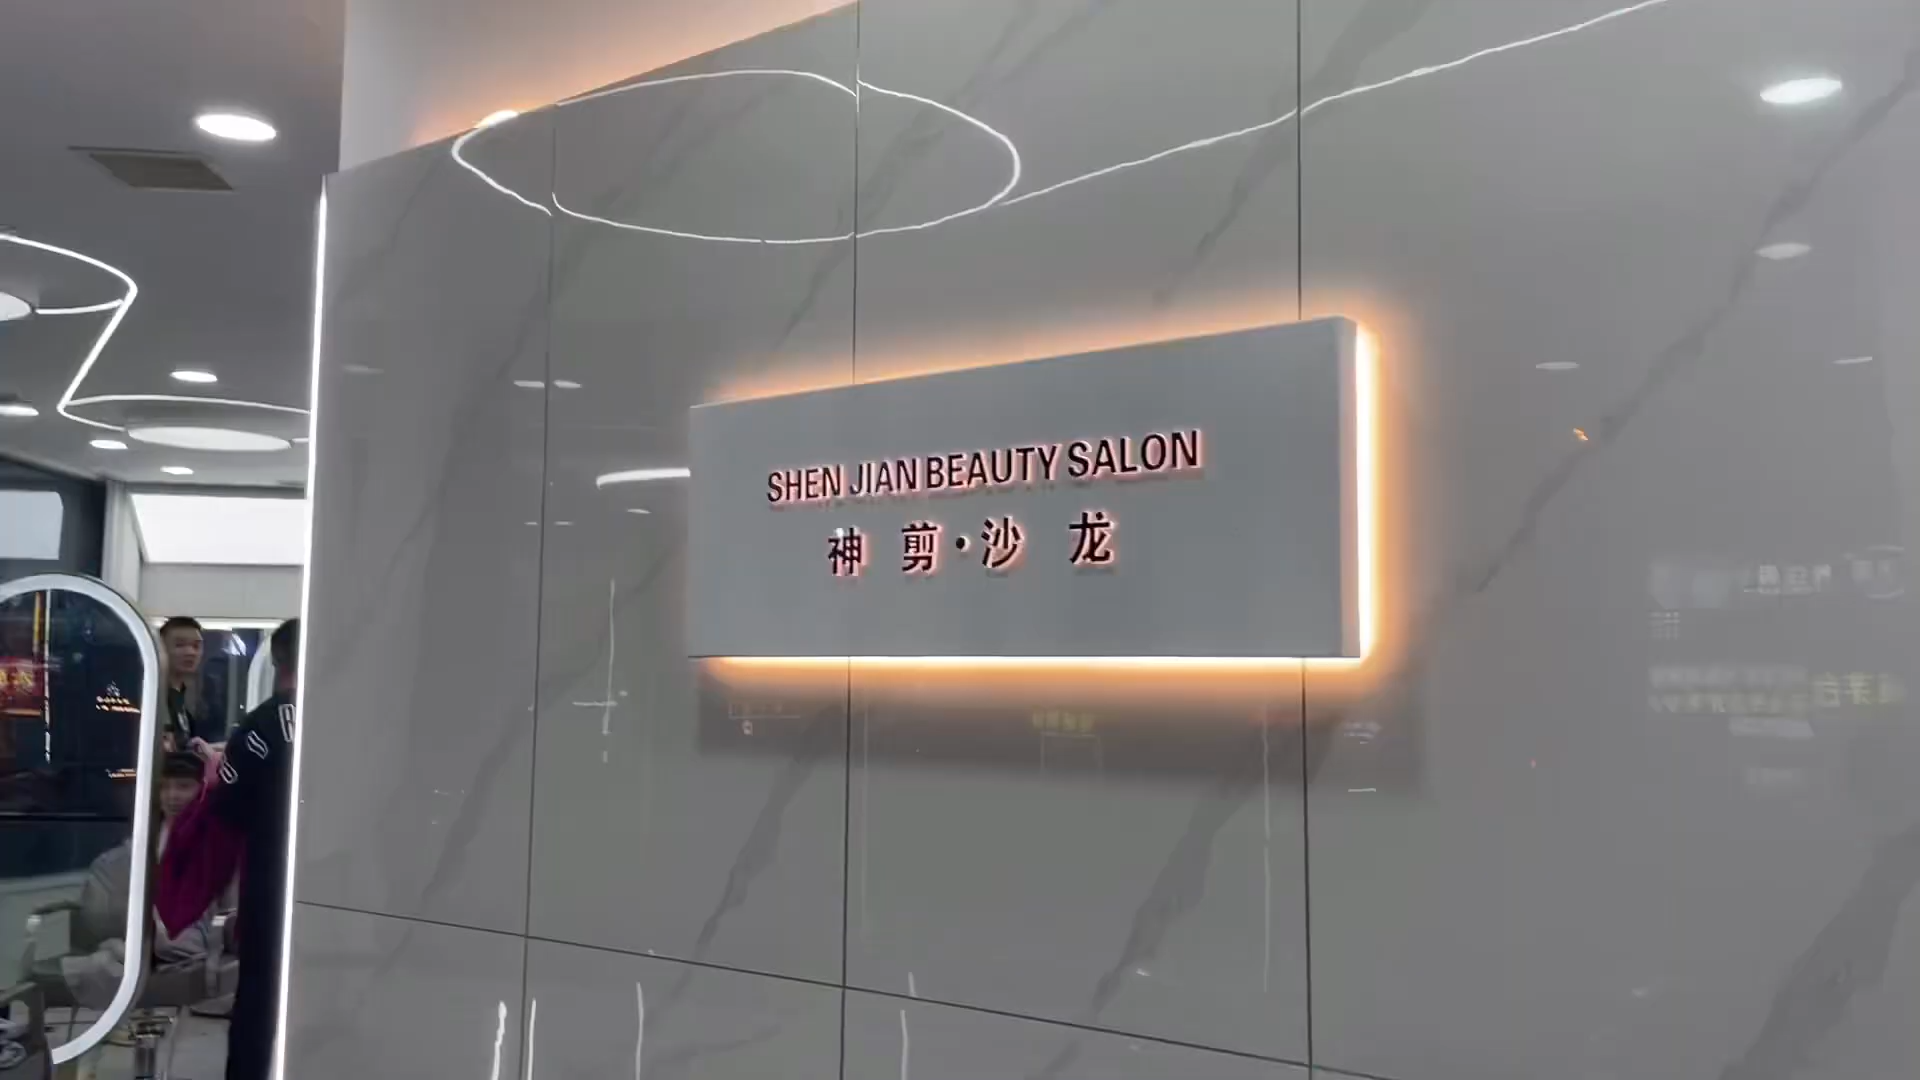 SHEN JIAN BEAUTY SALON
神 剪·沙 龙